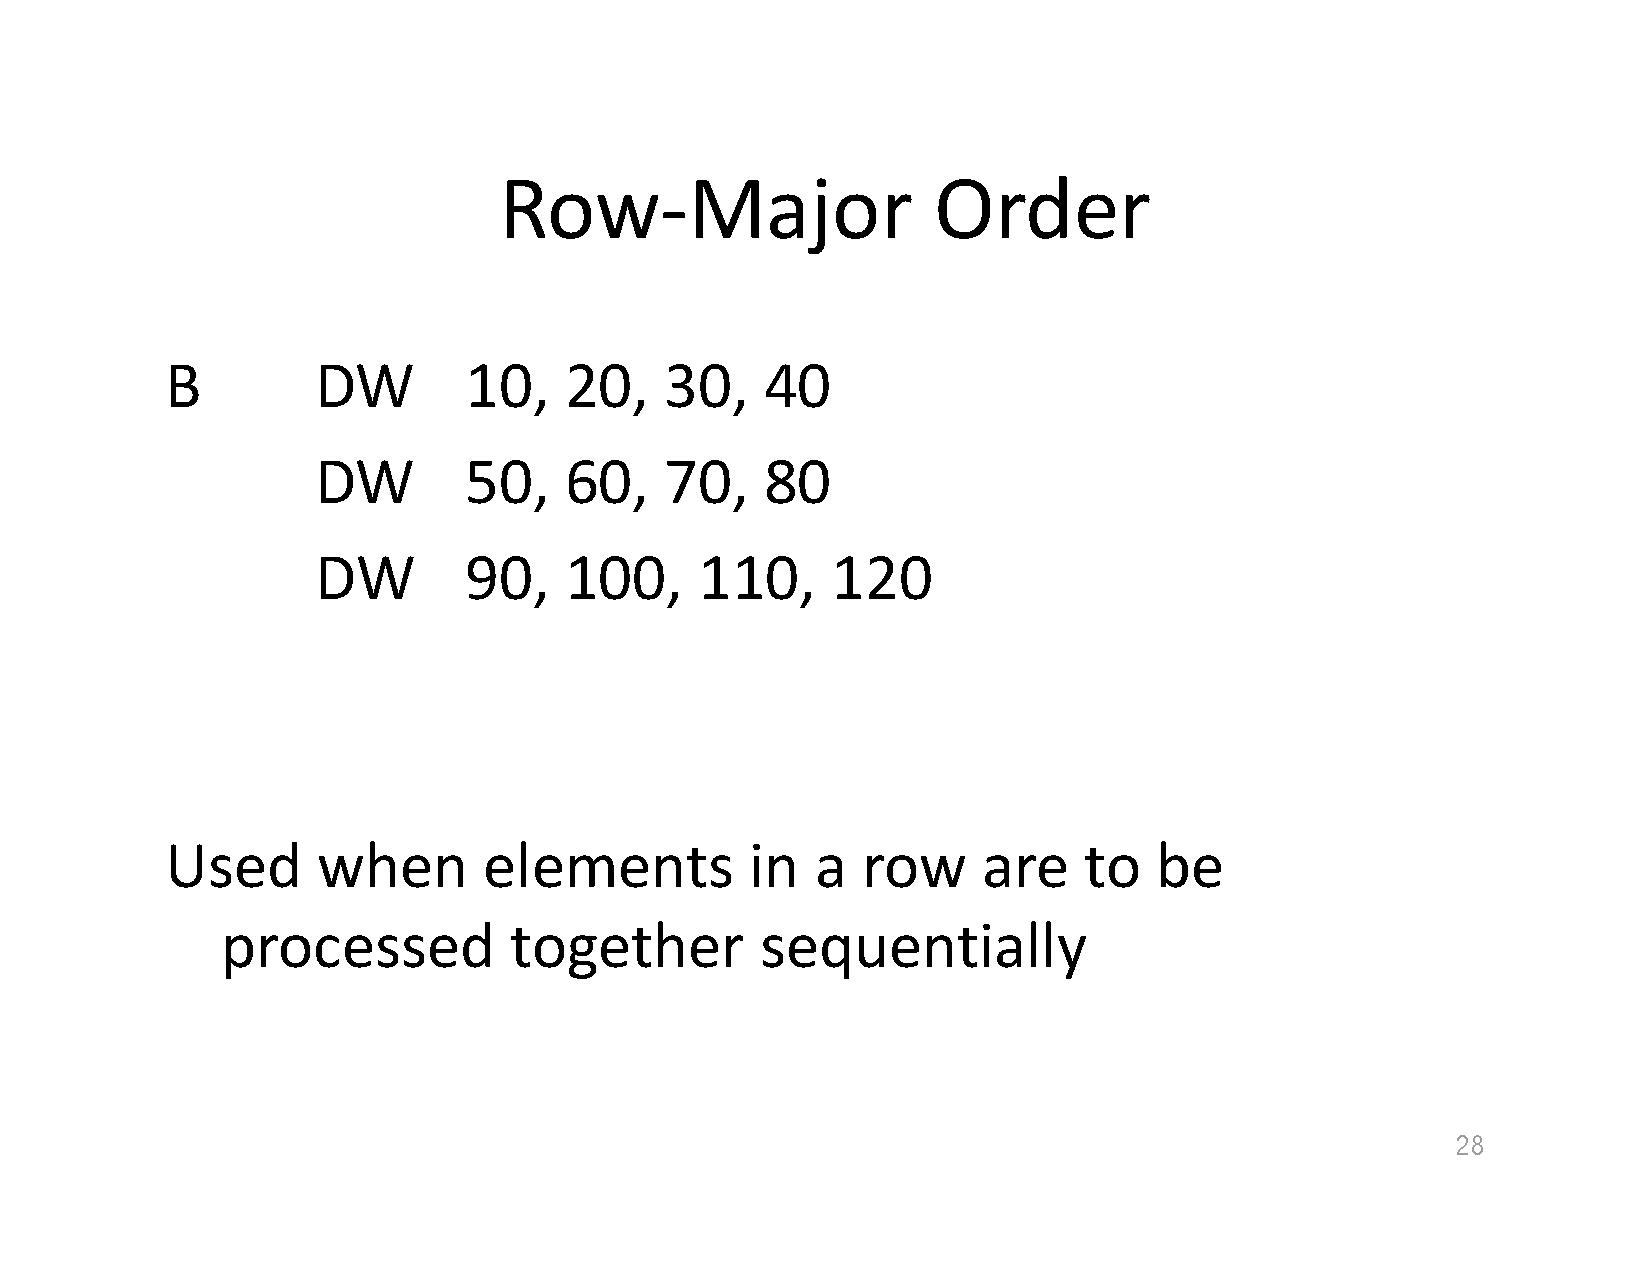 Row-Major Order
B DW 10, 20, 30, 40
DW 50, 60, 70, 80
DW 90, 100, 110, 120
Used when elements in a row are to be
processed together sequentially
28